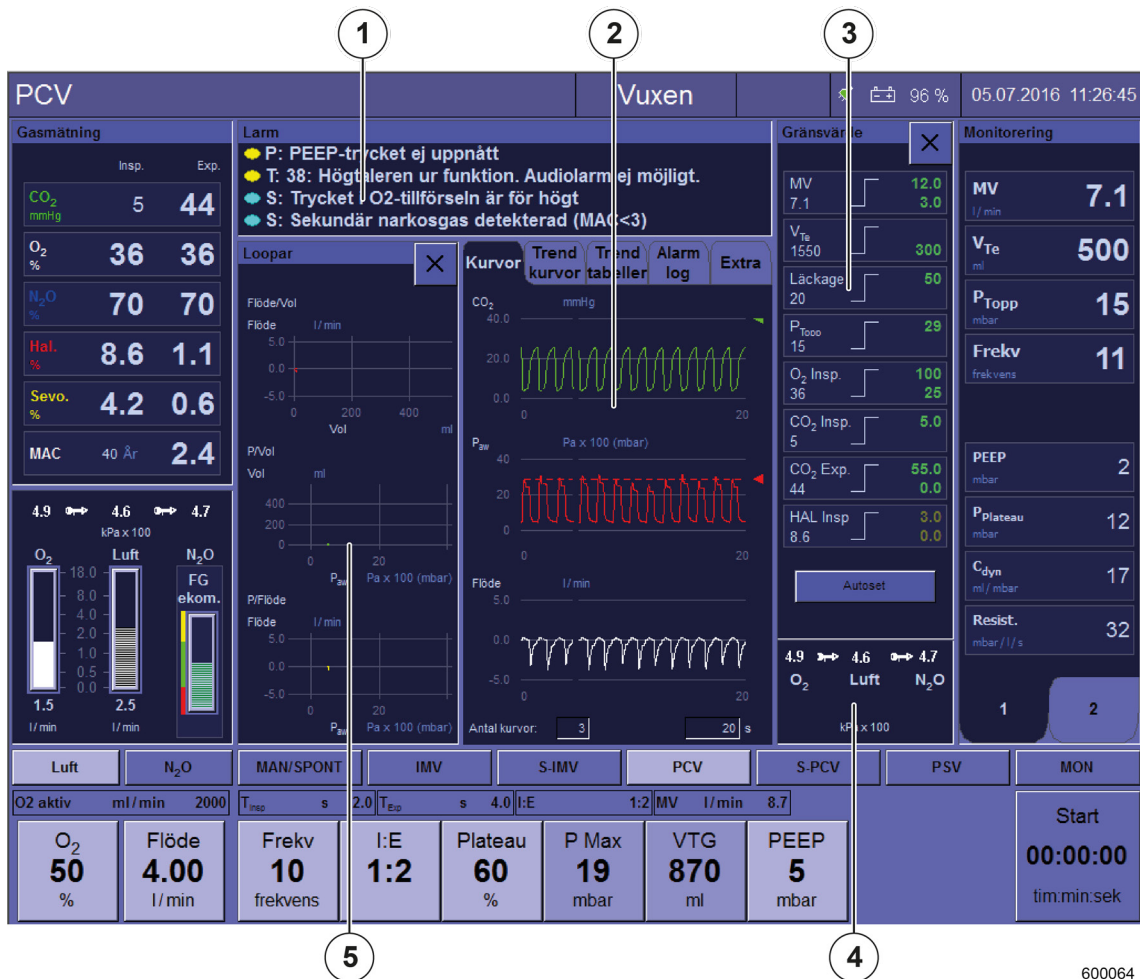 1
2
3
PCV
Vuxen
96 %
05.07.2016 11:26:45
Gasmätning
Insp. Exp.
CO2 mmHg 5 44
O2 % 36 36
N2O % 70 70
Hal. % 8.6 1.1
Sevo. % 4.2 0.6
MAC 40 År 2.4
4.9 4.6 4.7
kPa x 100
O2 Luft N2O
18.0
8.0
4.0
2.0
1.0
0.5
0.0
FG
ekom.
1.5 2.5
l/min l/min
Larm
P: PEEP-trycket ej uppnått
T: 38: Högtaleren ur funktion. Audiolarm ej möjligt.
S: Trycket O2-tillförseln är för högt
S: Sekundär narkosgas detekterad (MAC<3)
Loopar
Flöde/Vol
Flöde l/min
5.0
0.0
-5.0
0 200 400
Vol ml
P/Vol
Vol ml
400
200
0
0 20
Paw Pa x 100 (mbar)
P/Flöde
Flöde l/min
5.0
0.0
-5.0
0 20
Paw Pa x 100 (mbar)
Kurvor
Trend kurvor
Trend tabeller
Alarm log
Extra
CO2 mmHg
40.0
20.0
0.0
0 20
Paw Pa x 100 (mbar)
40
20
0
0 20
Flöde l/min
5.0
0.0
-5.0
0 20
Antal kurvor: 3 20 s
Gränsvärde
MV 12.0
7.1 3.0
VTe
1550 300
Läckage 50
20
PTopp 29
15
O2 Insp. 100
36 25
CO2 Insp. 5.0
5
CO2 Exp. 55.0
44 0.0
HAL Insp 3.0
8.6 0.0
Autoset
4.9 4.6 4.7
O2 Luft N2O
kPa x 100
Monitorering
MV 7.1
l/min
VTe 500
ml
PTopp 15
mbar
Frekv 11
frekvens
PEEP 2
mbar
PPlateau 12
mbar
Cdyn 17
ml/mbar
Resist. 32
mbar/l/s
1 2
Luft N2O MAN/SPONT IMV S-IMV PCV S-PCV PSV MON
O2 aktiv ml/min 2000 TInsp s 2.0 TExp s 4.0 I:E 1:2 MV l/min 8.7
O2
50
%
Flöde
4.00
l/min
Frekv
10
frekvens
I:E
1:2
Plateau
60
%
P Max
19
mbar
VTG
870
ml
PEEP
5
mbar
Start
00:00:00
tim:min:sek
5
4
600064